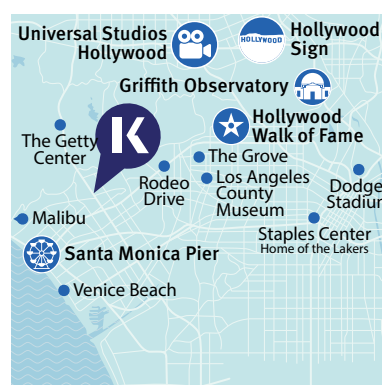 Universal Studios
Hollywood
Hollywood
Sign
HOLLYWOOD
Griffith Observatory
Hollywood
Walk of Fame
K
The Getty
Center
The Grove
Rodeo
Drive
Los Angeles
County
Museum
Dodge
Stadiu
Malibu
Staples Center
Home of the Lakers
Santa Monica Pier
Venice Beach